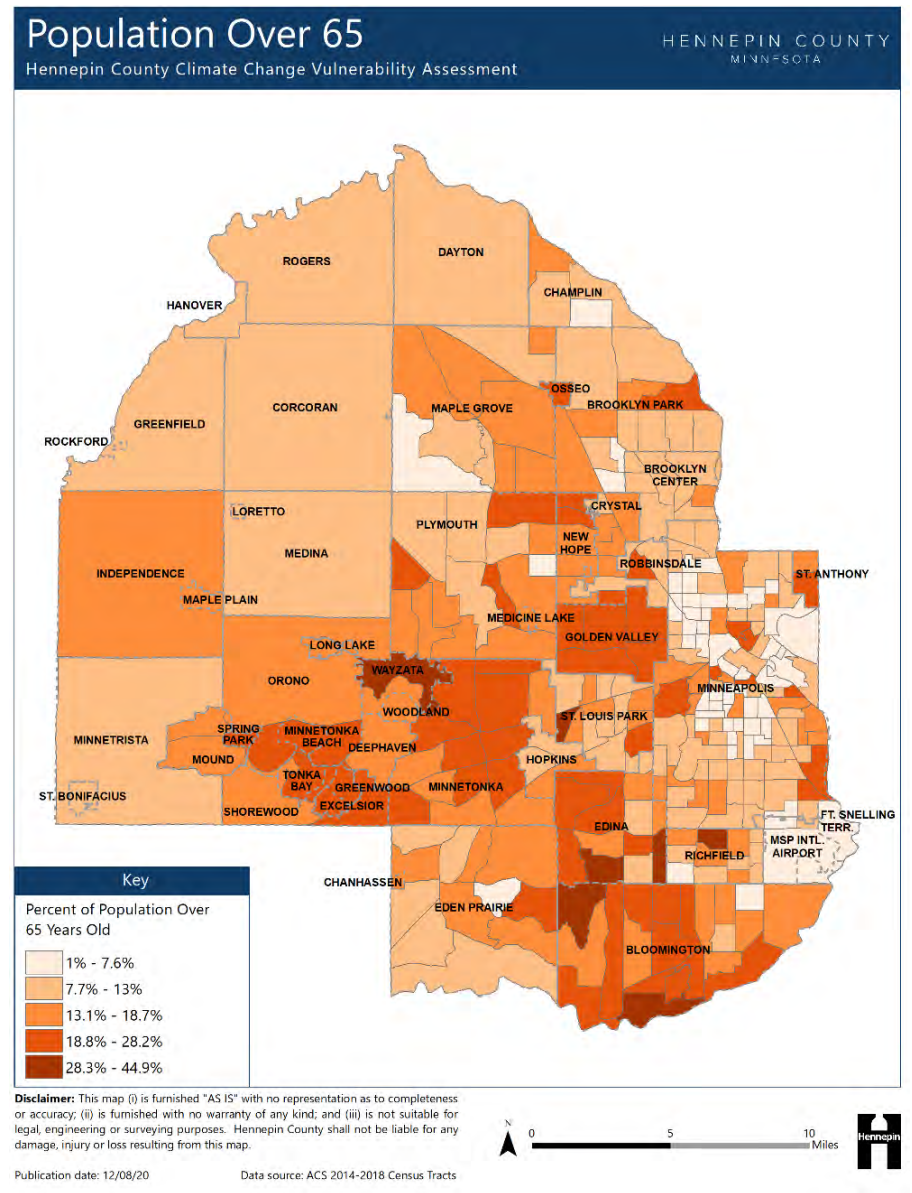 Population Over 65
Hennepin County Climate Change Vulnerability Assessment
HENNEPIN COUNTY
MINNESOTA
DAYTON
ROGERS
CHAMPLIN
HANOVER
OSSEO
BROOKLYN PARK
CORCORAN
MAPLE GROVE
GREENFIELD
ROCKFORD
BROOKLYN
CENTER
CRYSTAL
LORETTO
PLYMOUTH
NEW
HOPE
MEDINA
ROBBINSDALE
INDEPENDENCE
ST. ANTHONY
MAPLE PLAIN
MEDICINE LAKE
GOLDEN VALLEY
LONG LAKE
WAYZATA
ORONO
MINNEAPOLIS
WOODLAND
ST. LOUIS PARK
SPRING
PARK
MINNETONKA
BEACH
MINNETRISTA
DEEPHAVEN
MOUND
HOPKINS
TONKA
BAY
GREENWOOD
MINNETONKA
ST. BONIFACIUS
EXCELSIOR
SHOREWOOD
FT. SNELLING
TERR.
EDINA
MSP INTL.
AIRPORT
RICHFIELD
CHANHASSEN
EDEN PRAIRIE
BLOOMINGTON
Key
Percent of Population Over
65 Years Old
1% - 7.6%
7.7% - 13%
13.1% - 18.7%
18.8% - 28.2%
28.3% - 44.9%
Disclaimer: This map (i) is furnished "AS IS" with no representation as to completeness
or accuracy; (ii) is furnished with no warranty of any kind; and (iii) is not suitable for
legal, engineering or surveying purposes. Hennepin County shall not be liable for any
damage, injury or loss resulting from this map.
N
0 5 10
Miles
Hennepin
Publication date: 12/08/20 Data source: ACS 2014-2018 Census Tracts